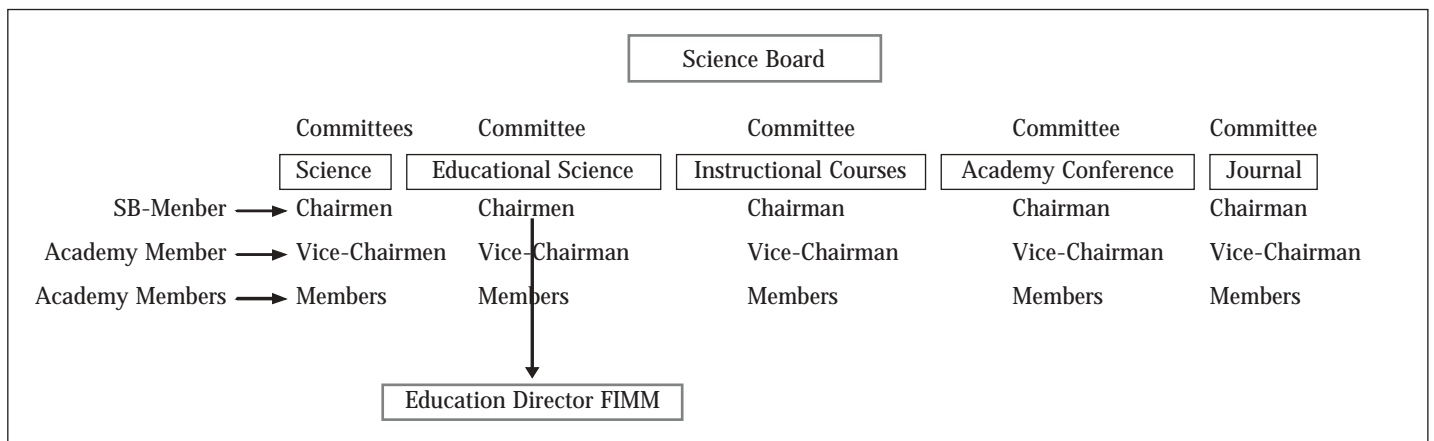 Science Board
Committees Committee Committee Committee Committee
Science Educational Science Instructional Courses Academy Conference Journal
SB-Menber Chairmen Chairmen Chairman Chairman Chairman
Academy Member Vice-Chairmen Vice-Chairman Vice-Chairman Vice-Chairman Vice-Chairman
Academy Members Members Members Members Members Members
Education Director FIMM